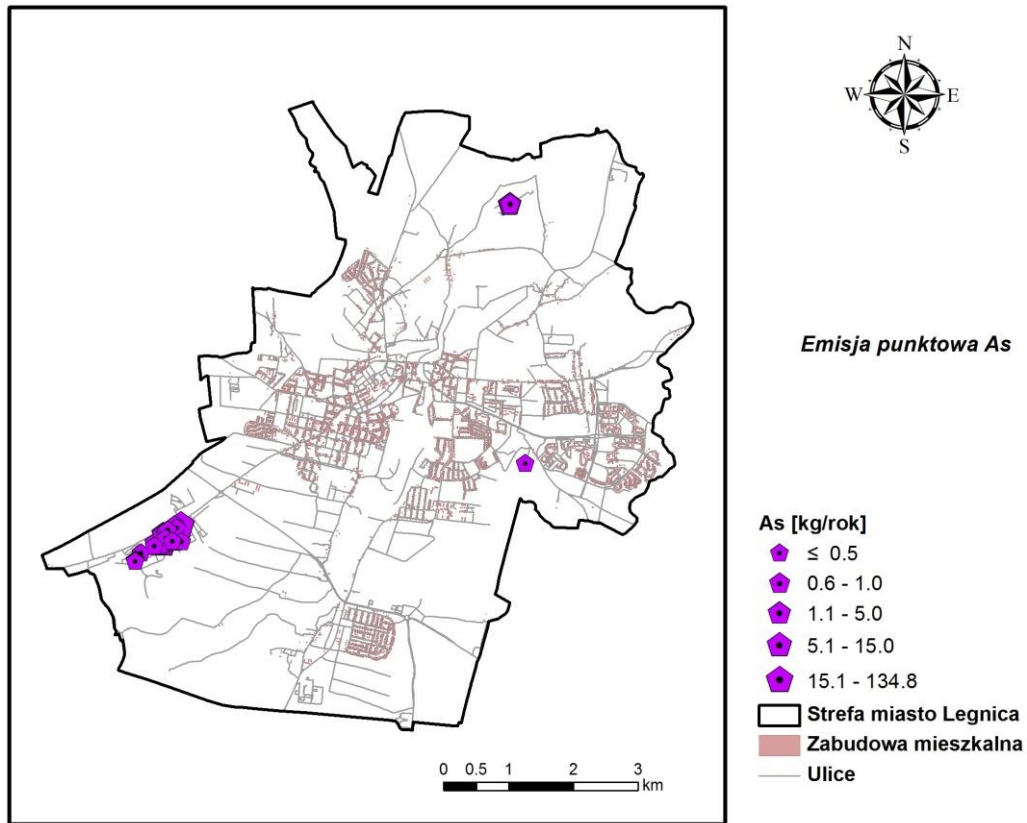 N
W E
S
Emisja punktowa As
As [kg/rok]
≤ 0.5
0.6 - 1.0
1.1 - 5.0
5.1 - 15.0
15.1 - 134.8
Strefa miasto Legnica
Zabudowa mieszkalna
Ulice
0 0.5 1 2 3
km